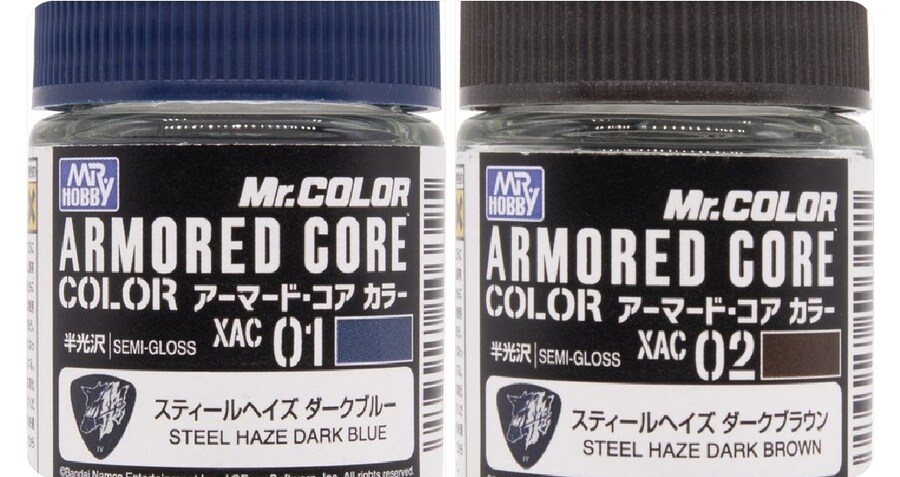 MR HOBBY
Mr.COLOR
ARMORED CORE
COLOR アーマード・コア カラー
半光沢 SEMI-GLOSS XAC 01
スティールヘイズ ダークブルー
STEEL HAZE DARK BLUE
All rights reserved.
MR HOBBY
Mr.COLOR
ARMORED CORE
COLOR アーマード・コア カラー
半光沢 SEMI-GLOSS XAC 02
スティールヘイズ ダークブラウン
STEEL HAZE DARK BROWN